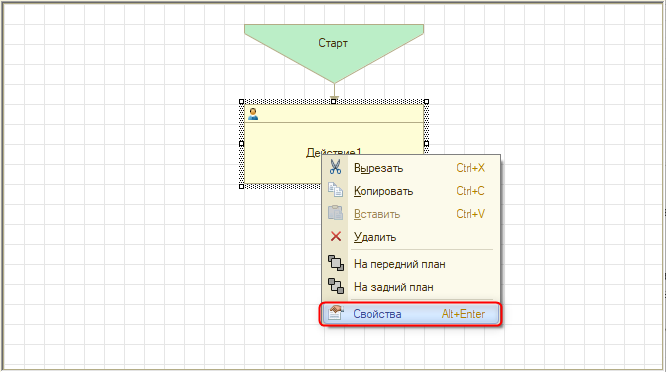 Старт
Действие1
Вырезать Ctrl+X
Копировать Ctrl+C
Вставить Ctrl+V
Удалить
На передний план
На задний план
Свойства Alt+Enter